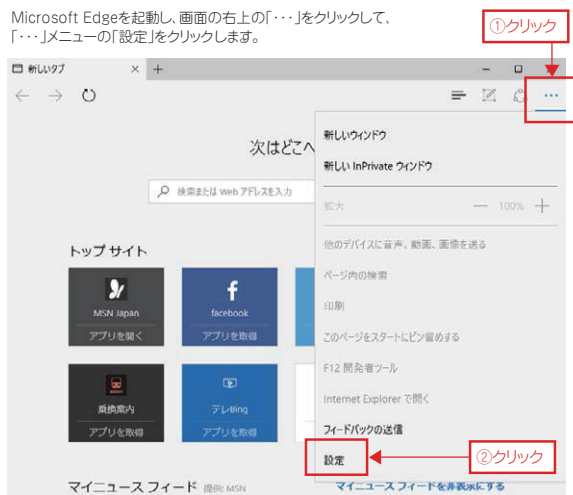 Microsoft Edgeを起動し、画面の右上の「･･･」をクリックして、
「･･･」メニューの「設定」をクリックします。
①クリック
新しいタブ
次はどこへ
検索または Web アドレスを入力
トップ サイト
MSN Japan
アプリを開く
facebook
アプリを取得
乗換案内
アプリを取得
テレBing
アプリを取得
マイニュース フィード 提供: MSN
マイニュース フィードを非表示にする
新しいウィンドウ
新しい InPrivate ウィンドウ
拡大 100%
他のデバイスに音声、動画、画像を送る
ページ内の検索
印刷
このページをスタートにピン留めする
F12 開発者ツール
Internet Explorer で開く
フィードバックの送信
設定
②クリック